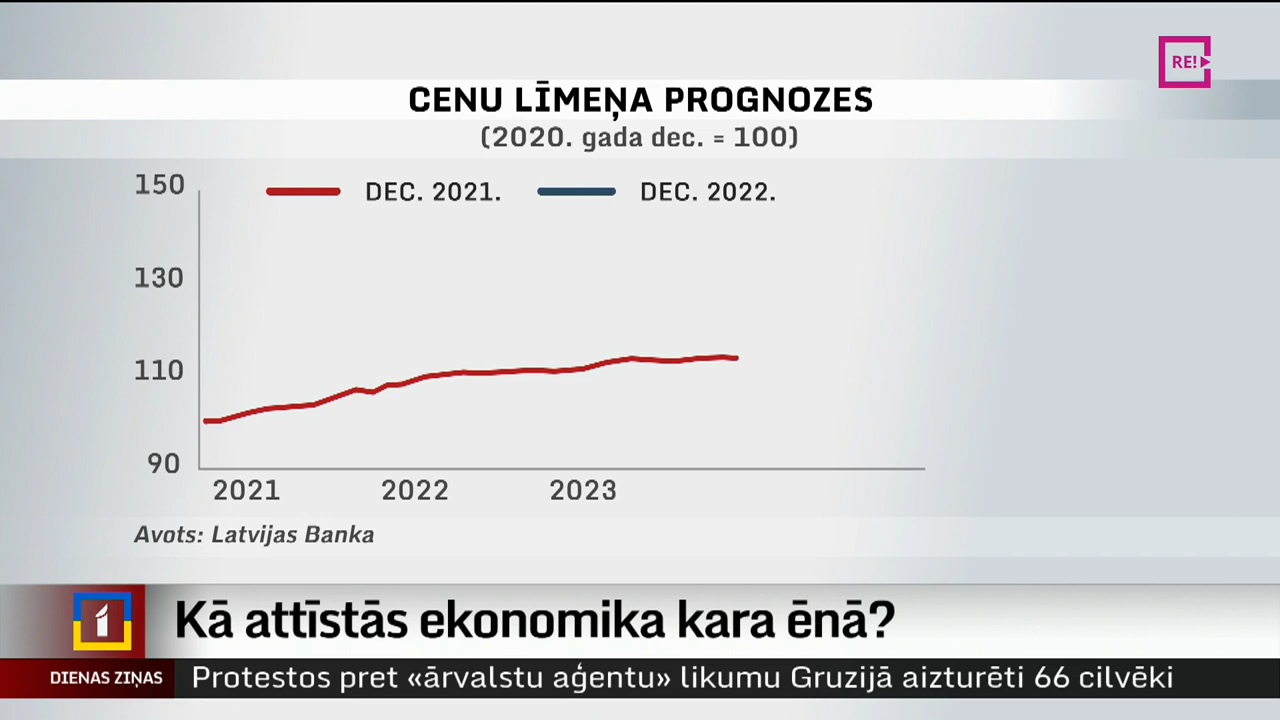 RE!
CENU LĪMEŅA PROGNOZES
(2020. gada dec. = 100)
150
DEC. 2021.
DEC. 2022.
130
110
90
2021
2022
2023
Avots: Latvijas Banka
1
Kā attīstās ekonomika kara ēnā?
DIENAS ZIŅAS
Protestos pret «ārvalstu aģentu» likumu Gruzijā aizturēti 66 cilvēki